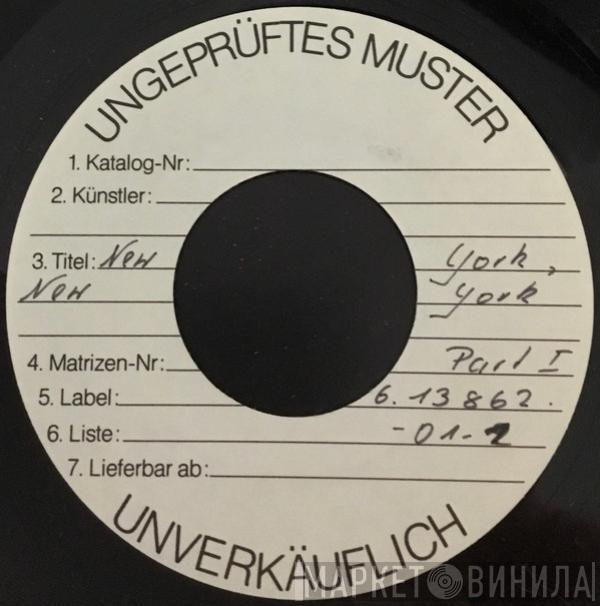 UNGEPRÜFTES MUSTER
1. Katalog-Nr:
2. Künstler:
3. Titel: New York,
New York
4. Matrizen-Nr: Part I
5. Label: 6.13862.
6. Liste: -01-1
7. Lieferbar ab:
UNVERKÄUFLICH
МАРКЕТ ВИНИЛА